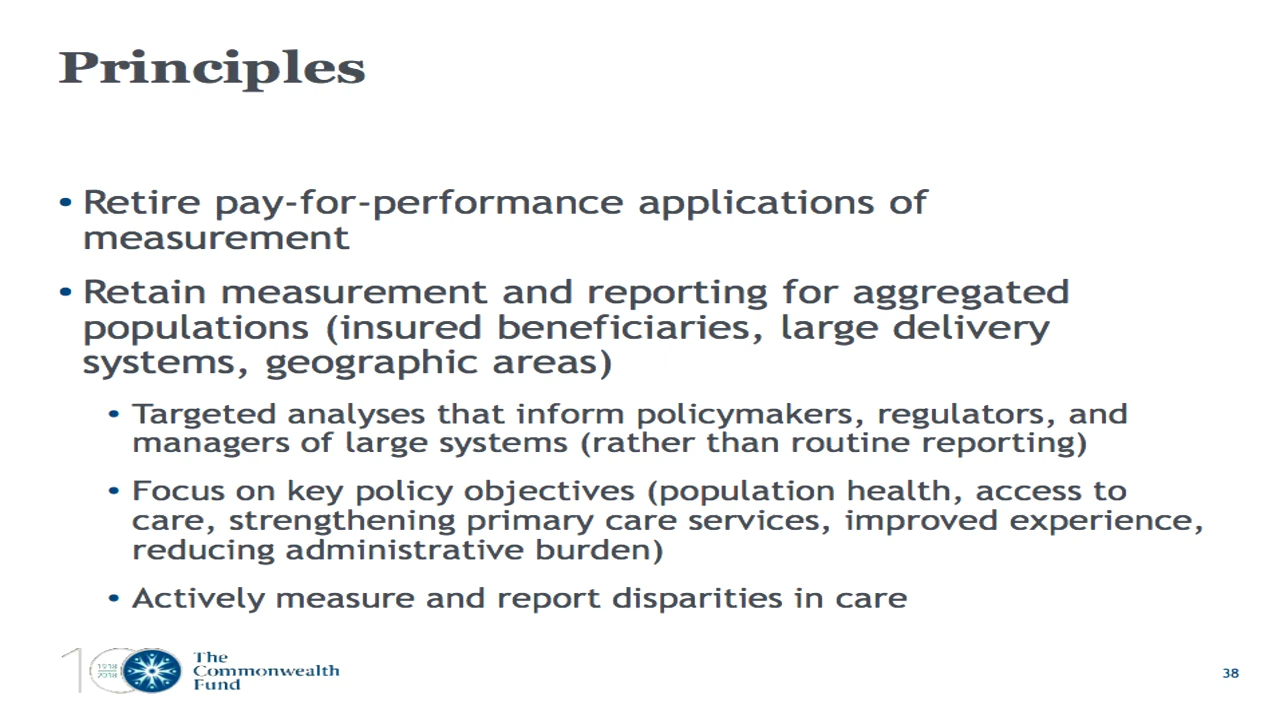 Principles
• Retire pay-for-performance applications of
measurement
• Retain measurement and reporting for aggregated
populations (insured beneficiaries, large delivery
systems, geographic areas)
• Targeted analyses that inform policymakers, regulators, and
managers of large systems (rather than routine reporting)
• Focus on key policy objectives (population health, access to
care, strengthening primary care services, improved experience,
reducing administrative burden)
• Actively measure and report disparities in care
1918
2018
The
Commonwealth
Fund
38